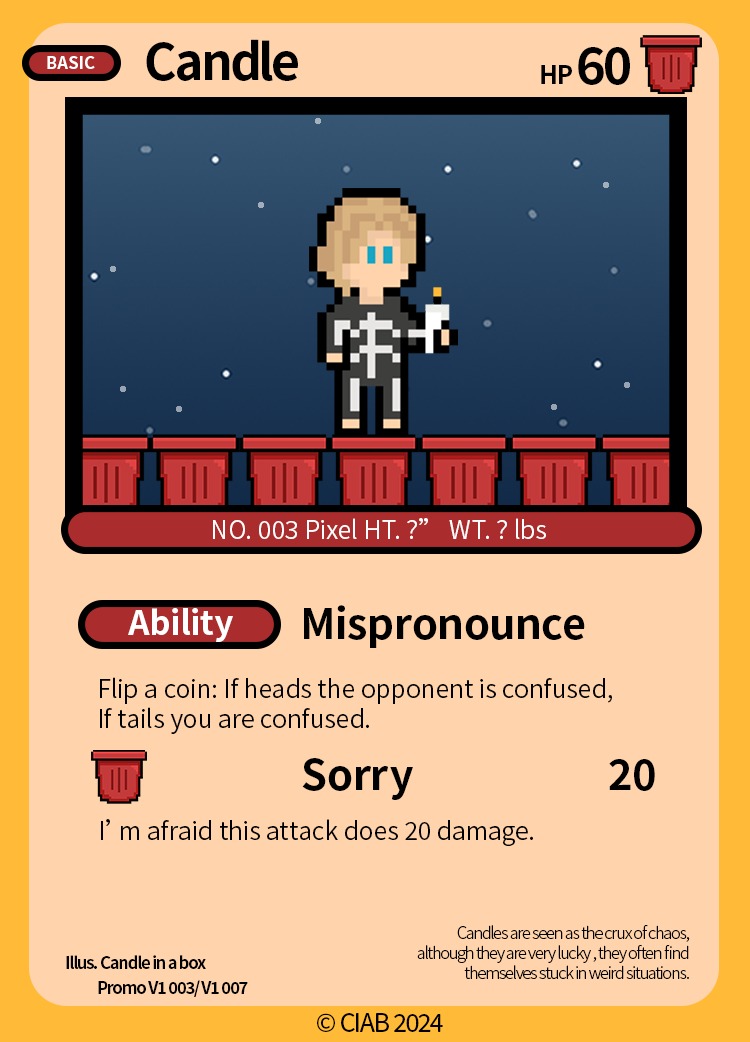 BASIC Candle HP 60
NO. 003 Pixel HT. ?” WT. ? lbs
Ability Mispronounce
Flip a coin: If heads the opponent is confused,
If tails you are confused.
Sorry 20
I’ m afraid this attack does 20 damage.
Candles are seen as the crux of chaos,
although they are very lucky , they often find
themselves stuck in weird situations.
Illus. Candle in a box
Promo V1 003/ V1 007
© CIAB 2024